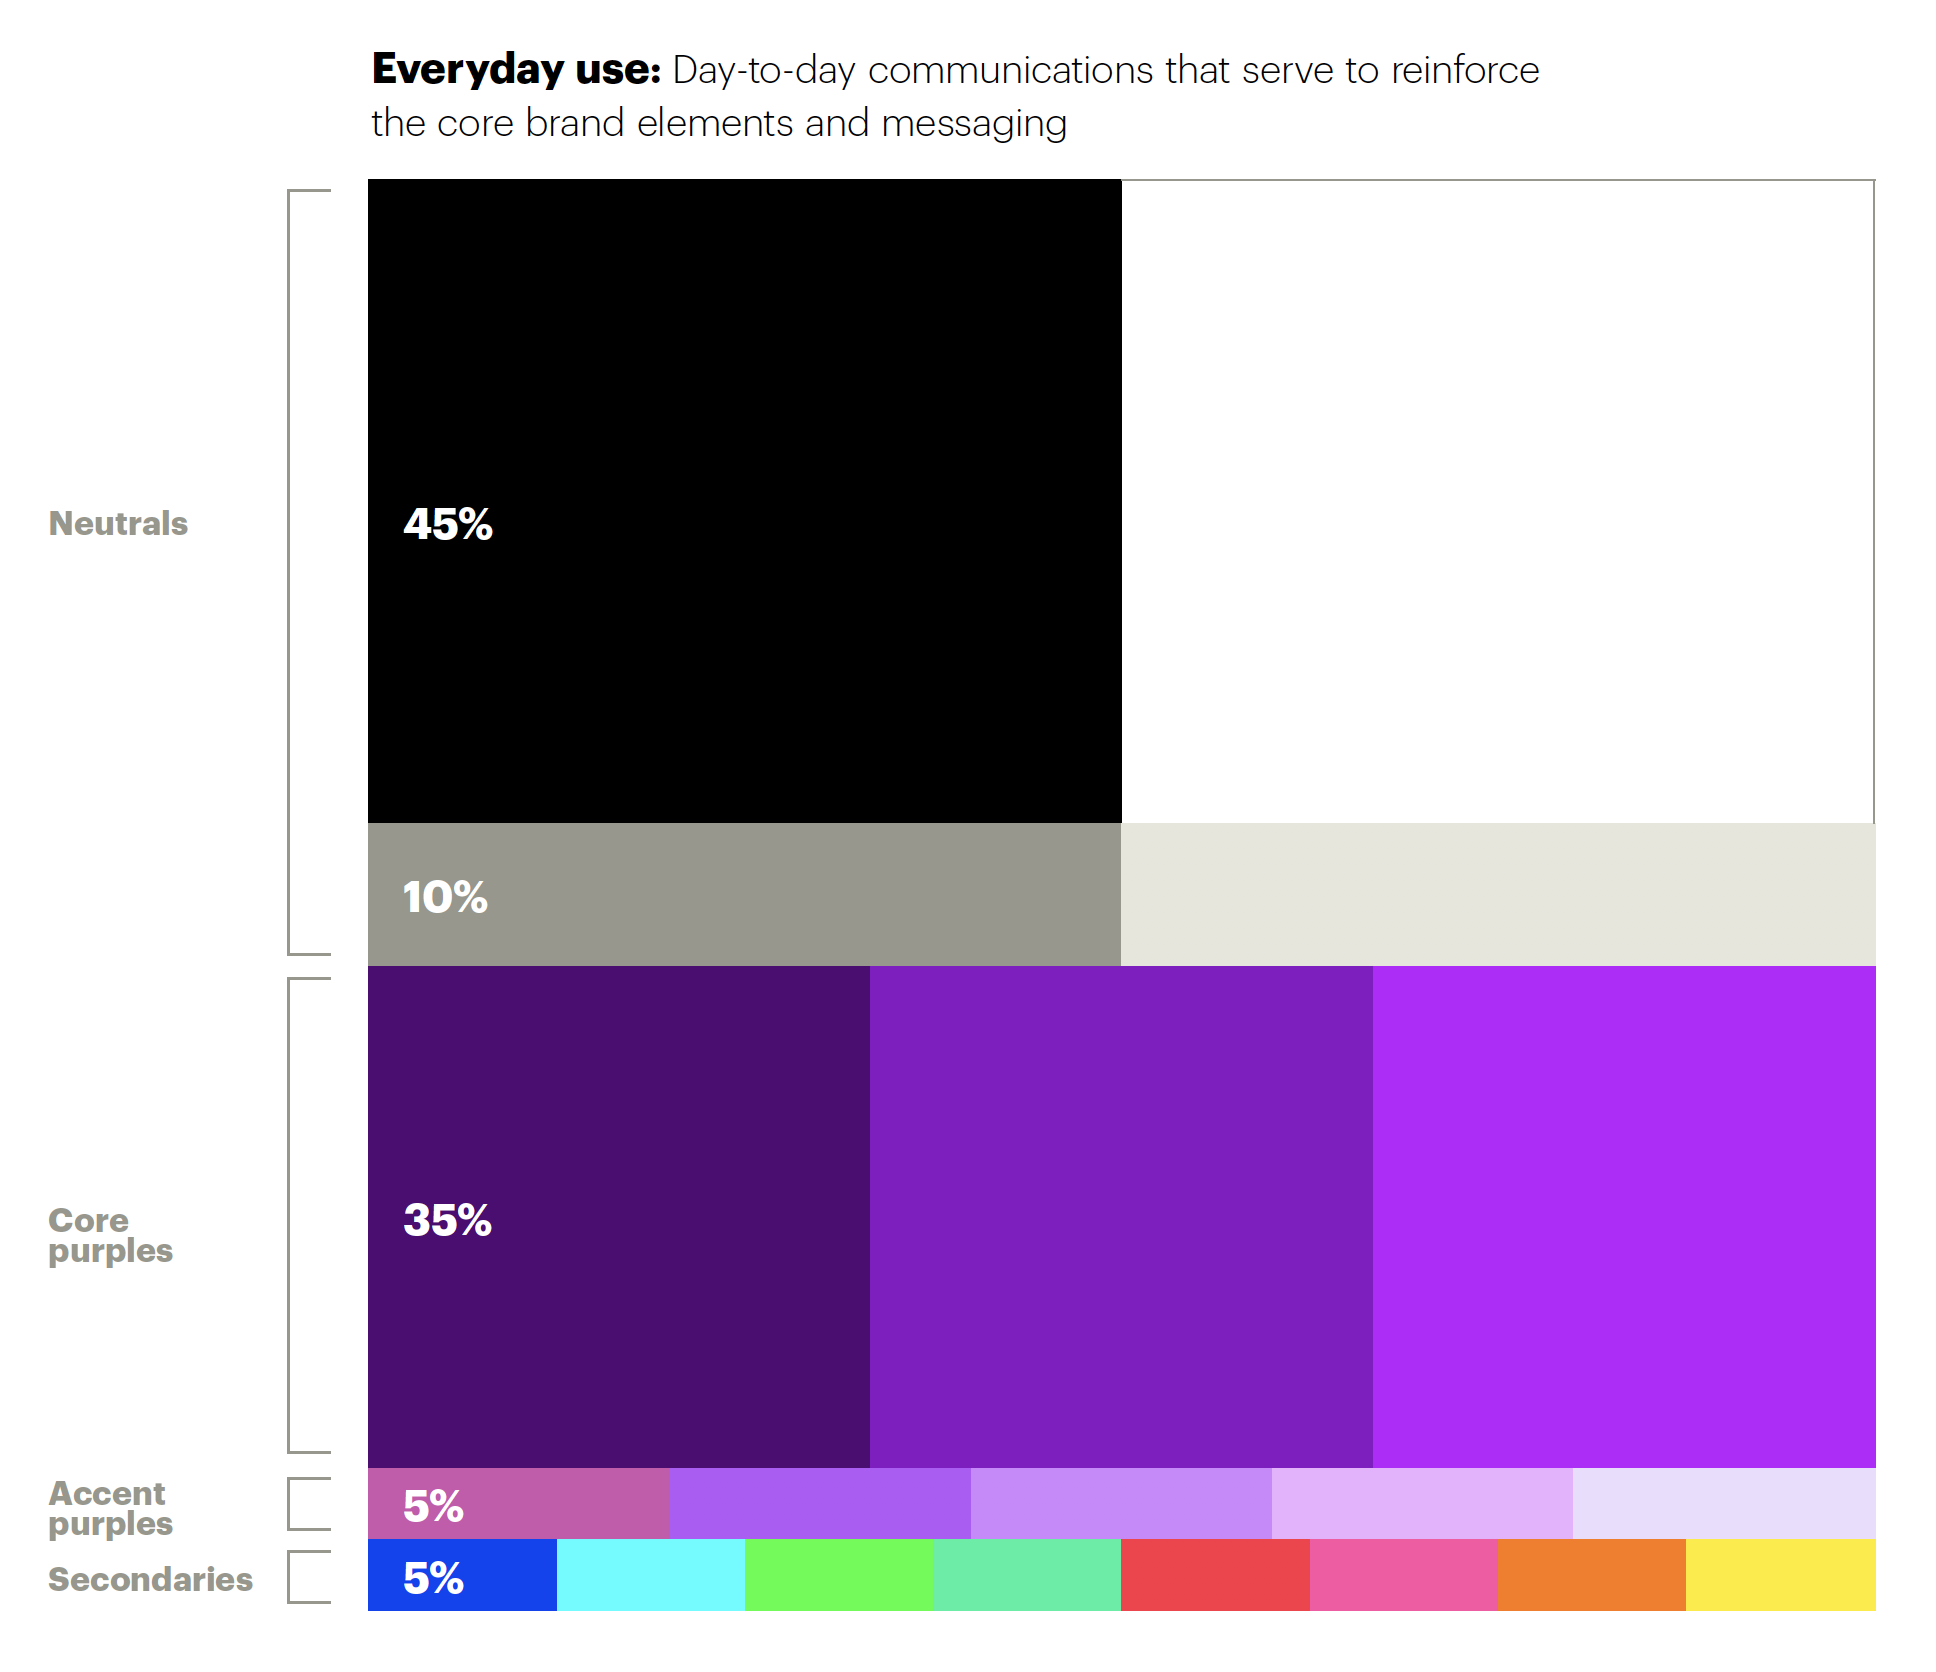 Everyday use: Day-to-day communications that serve to reinforce
the core brand elements and messaging
Neutrals
45%
10%
Core
purples
35%
Accent
purples
5%
Secondaries
5%